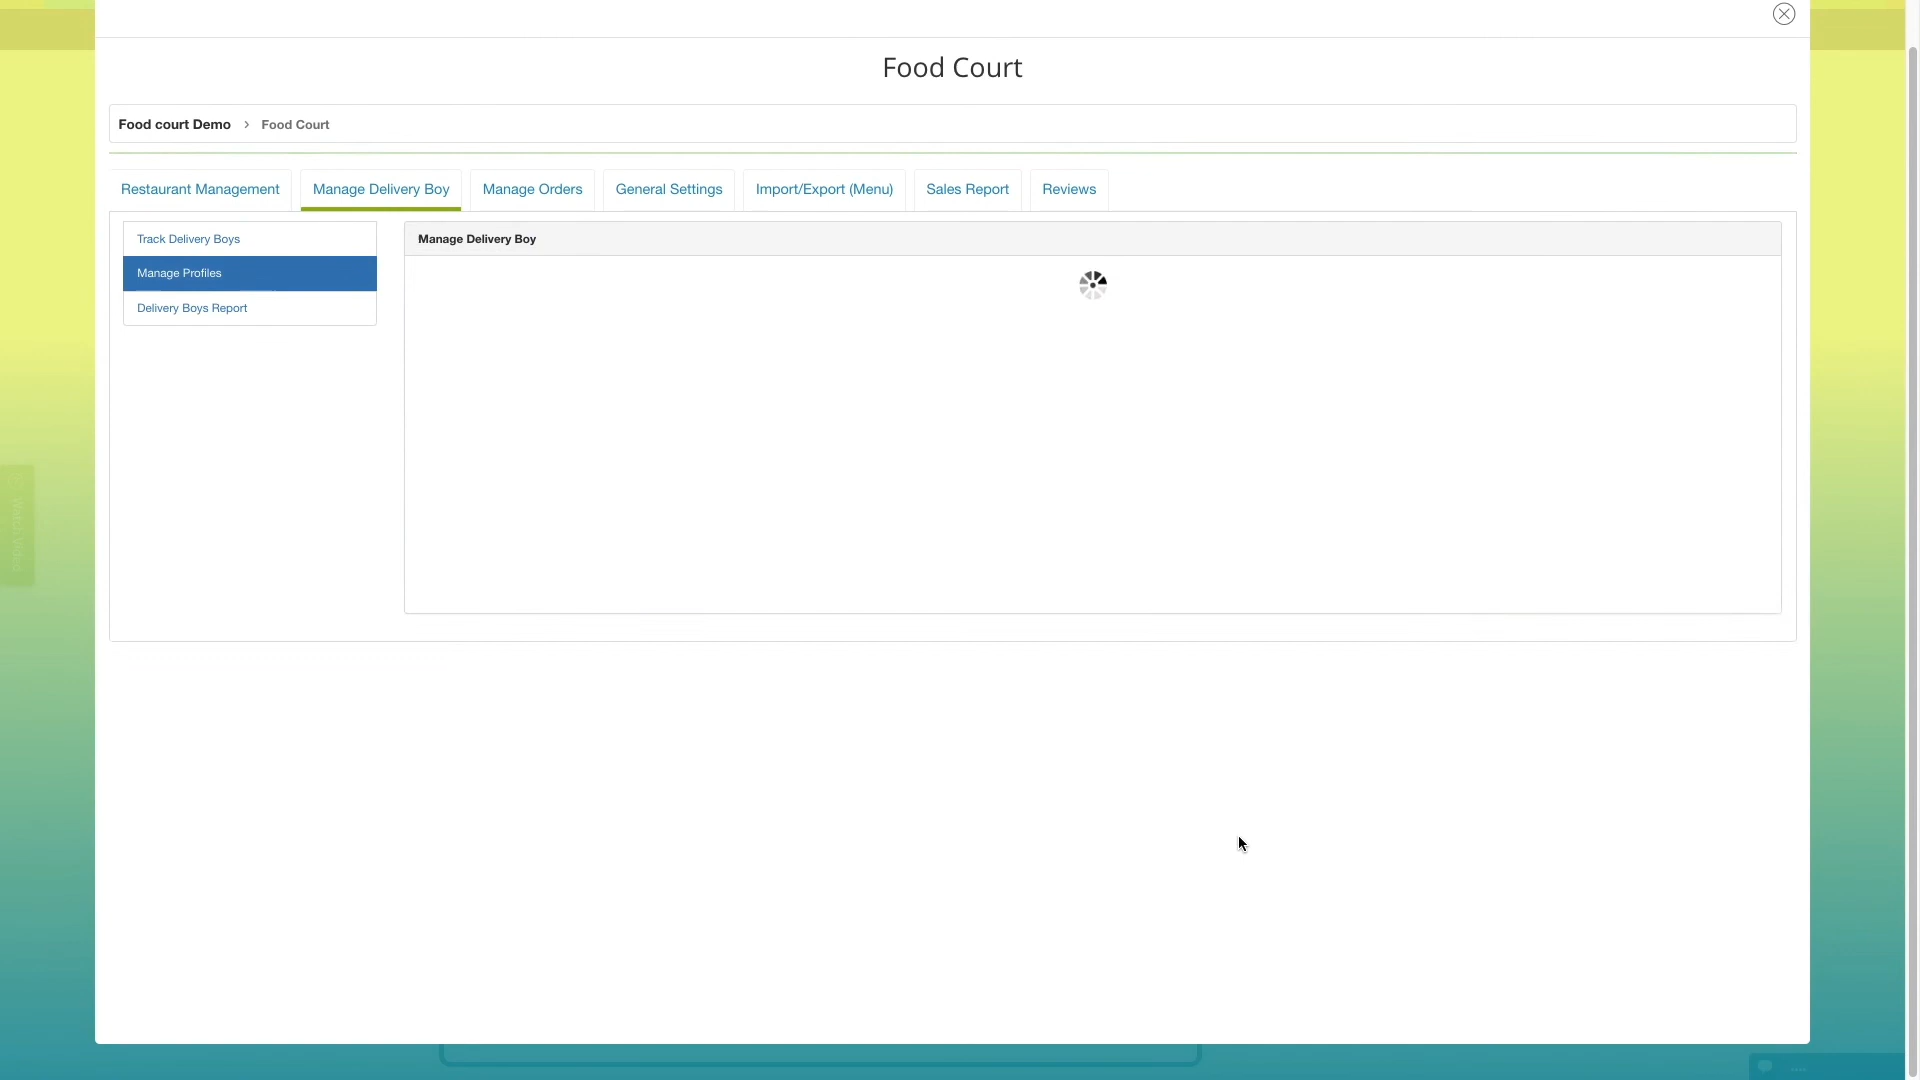 Food Court
Food court Demo › Food Court
Restaurant Management Manage Delivery Boy Manage Orders General Settings Import/Export (Menu) Sales Report Reviews
Track Delivery Boys
Manage Profiles
Delivery Boys Report
Manage Delivery Boy